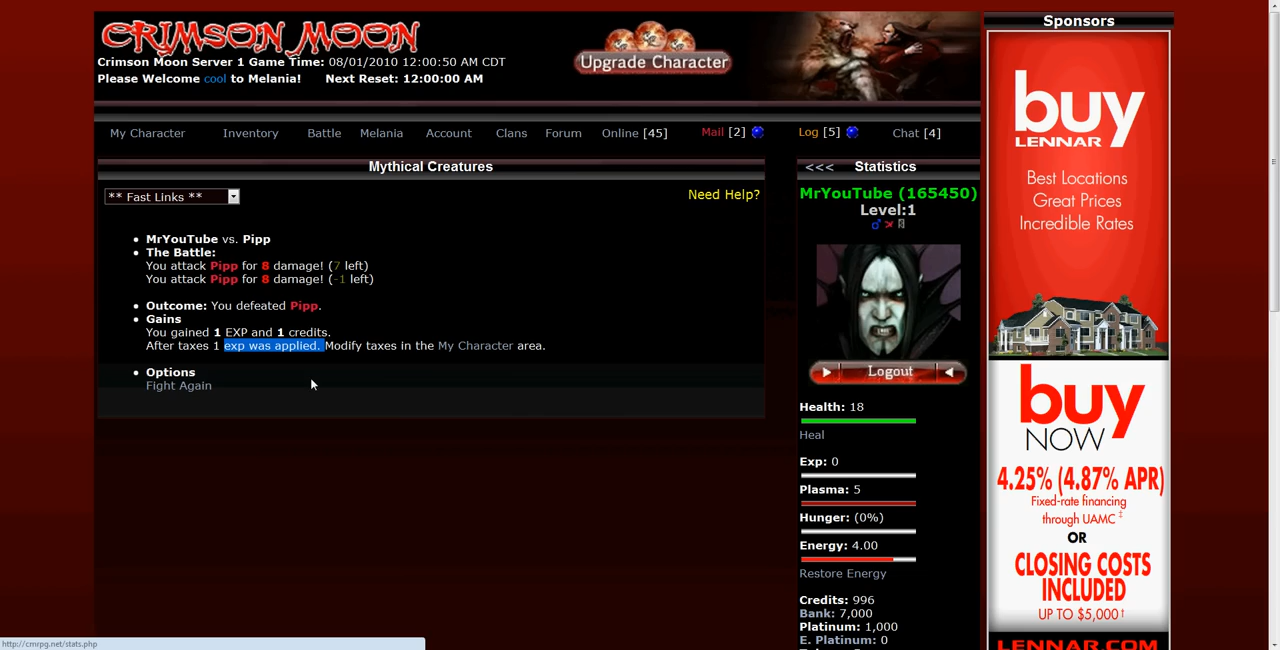 CRIMSON MOON
Crimson Moon Server 1 Game Time: 08/01/2010 12:00:50 AM CDT
Please Welcome cool to Melania! Next Reset: 12:00:00 AM
Upgrade Character
My Character Inventory Battle Melania Account Clans Forum Online [45] Mail [2] Log [5] Chat [4]
Mythical Creatures
** Fast Links **
Need Help?
MrYouTube vs. Pipp
The Battle:
You attack Pipp for 8 damage! (7 left)
You attack Pipp for 8 damage! (-1 left)
Outcome: You defeated Pipp.
Gains
You gained 1 EXP and 1 credits.
After taxes 1 exp was applied. Modify taxes in the My Character area.
Options
Fight Again
<<< Statistics
MrYouTube (165450)
Level:1
Logout
Health: 18
Heal
Exp: 0
Plasma: 5
Hunger: (0%)
Energy: 4.00
Restore Energy
Credits: 996
Bank: 7,000
Platinum: 1,000
E. Platinum: 0
Sponsors
buy
LENNAR
Best Locations
Great Prices
Incredible Rates
buy
NOW
4.25% (4.87% APR)
Fixed-rate financing
through UAMC ‡
OR
CLOSING COSTS
INCLUDED
UP TO $5,000†
LENNAR.COM
http://cmrpg.net/stats.php